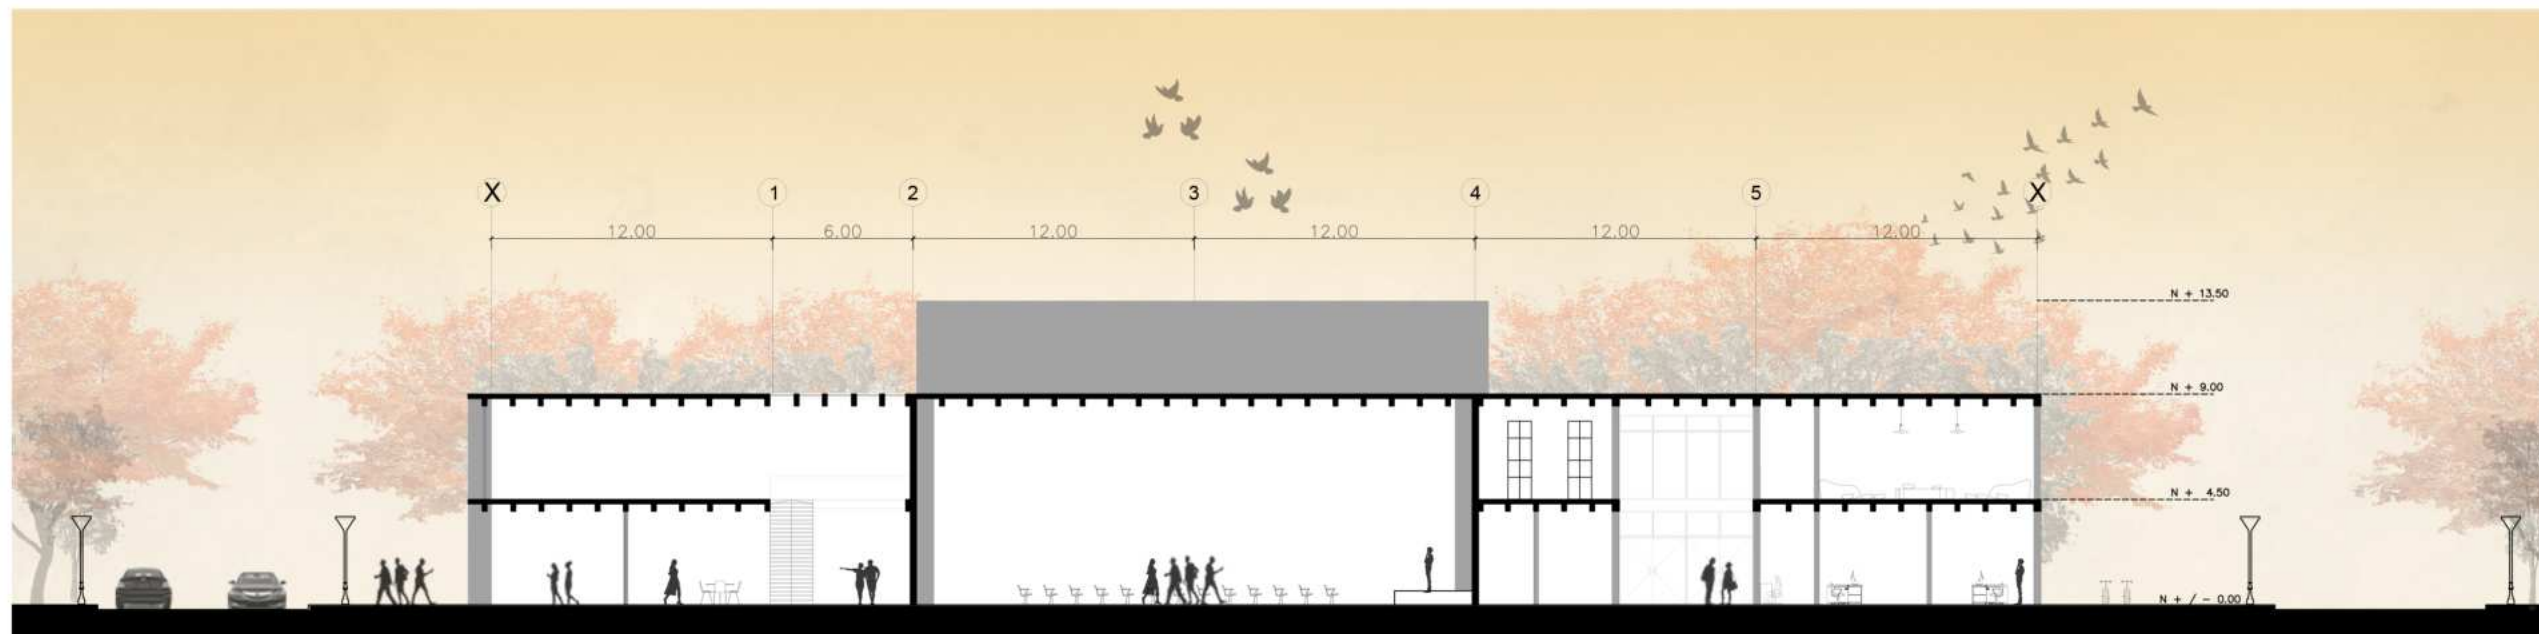 X 1 2 3 4 5 X
12.00 6.00 12.00 12.00 12.00 12.00
N + 13.50
N + 9.00
N + 4.50
N + / - 0.00